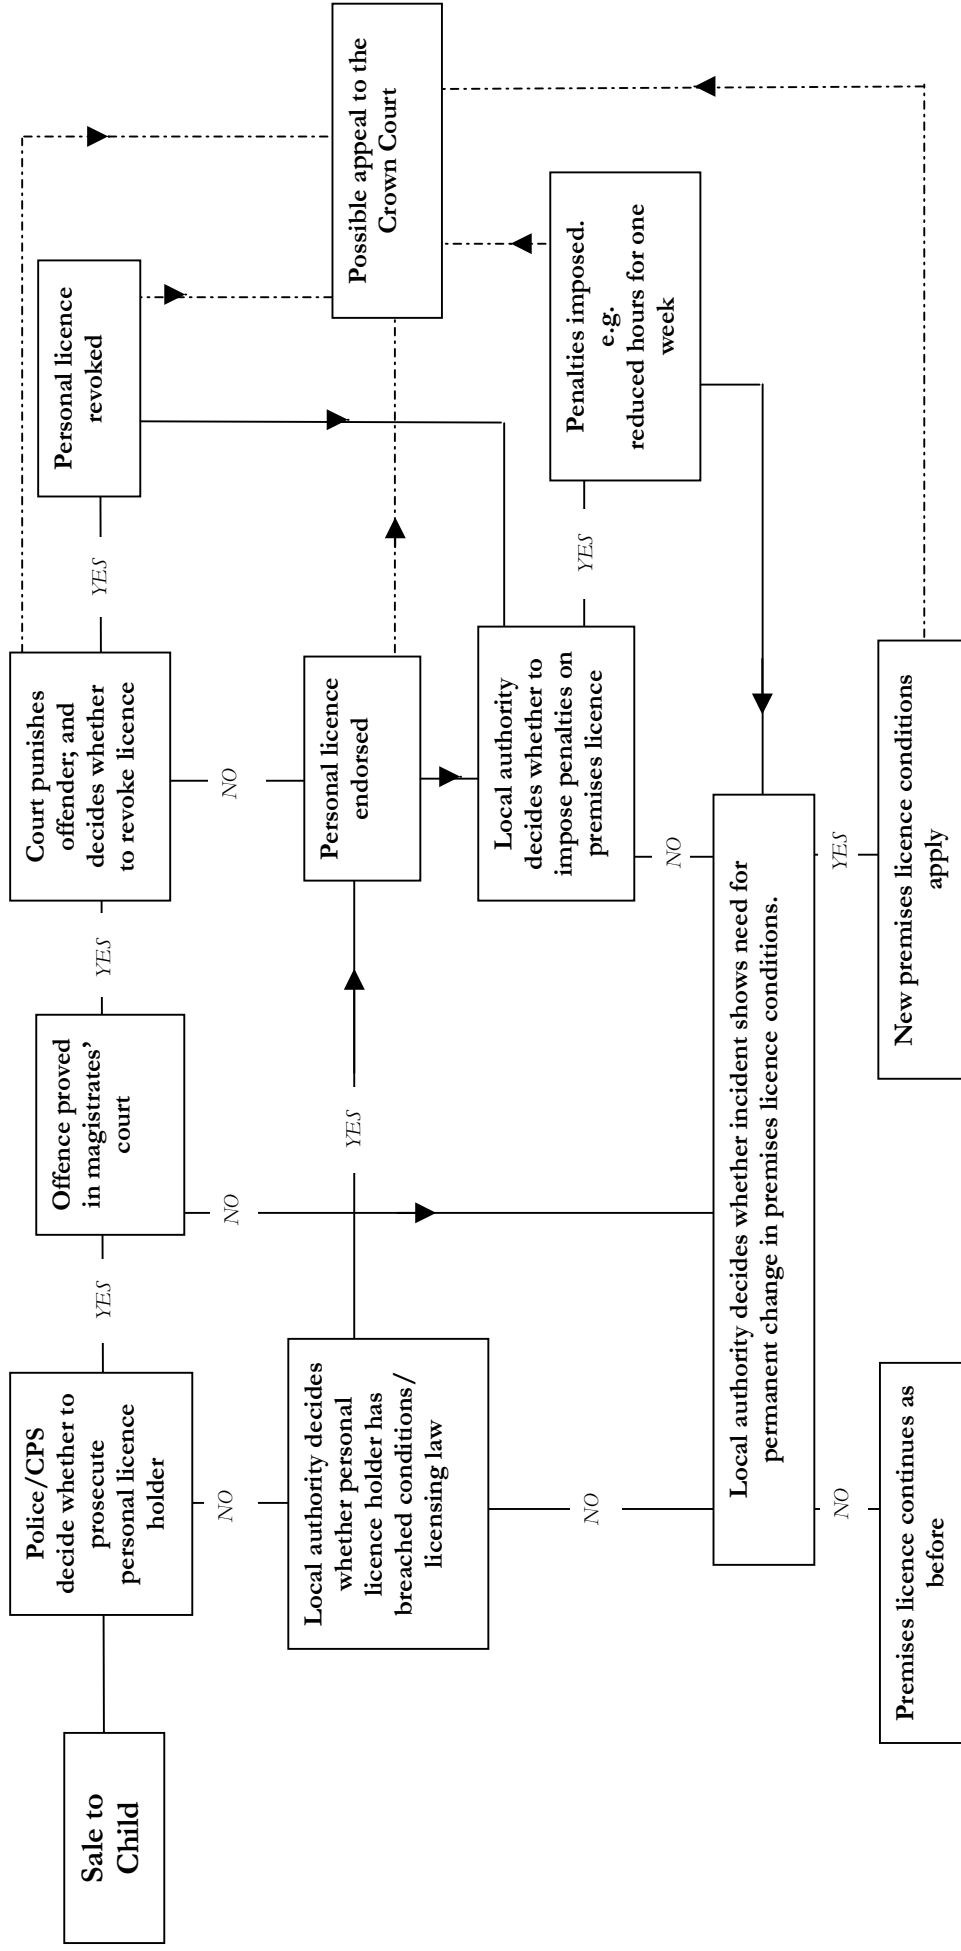 Sale to
Child
Police/CPS
decide whether to
prosecute
personal licence
holder
YES
Offence proved
in magistrates'
court
YES
Court punishes
offender; and
decides whether
to revoke licence
YES
Personal licence
revoked
NO
NO
NO
Local authority decides
whether personal
licence holder has
breached conditions/
licensing law
YES
Personal licence
endorsed
Possible appeal to the
Crown Court
Local authority
decides whether to
impose penalties on
premises licence
YES
Penalties imposed.
e.g.
reduced hours for one
week
NO
NO
Local authority decides whether incident shows need for
permanent change in premises licence conditions.
NO
YES
Premises licence continues as
before
New premises licence conditions
apply